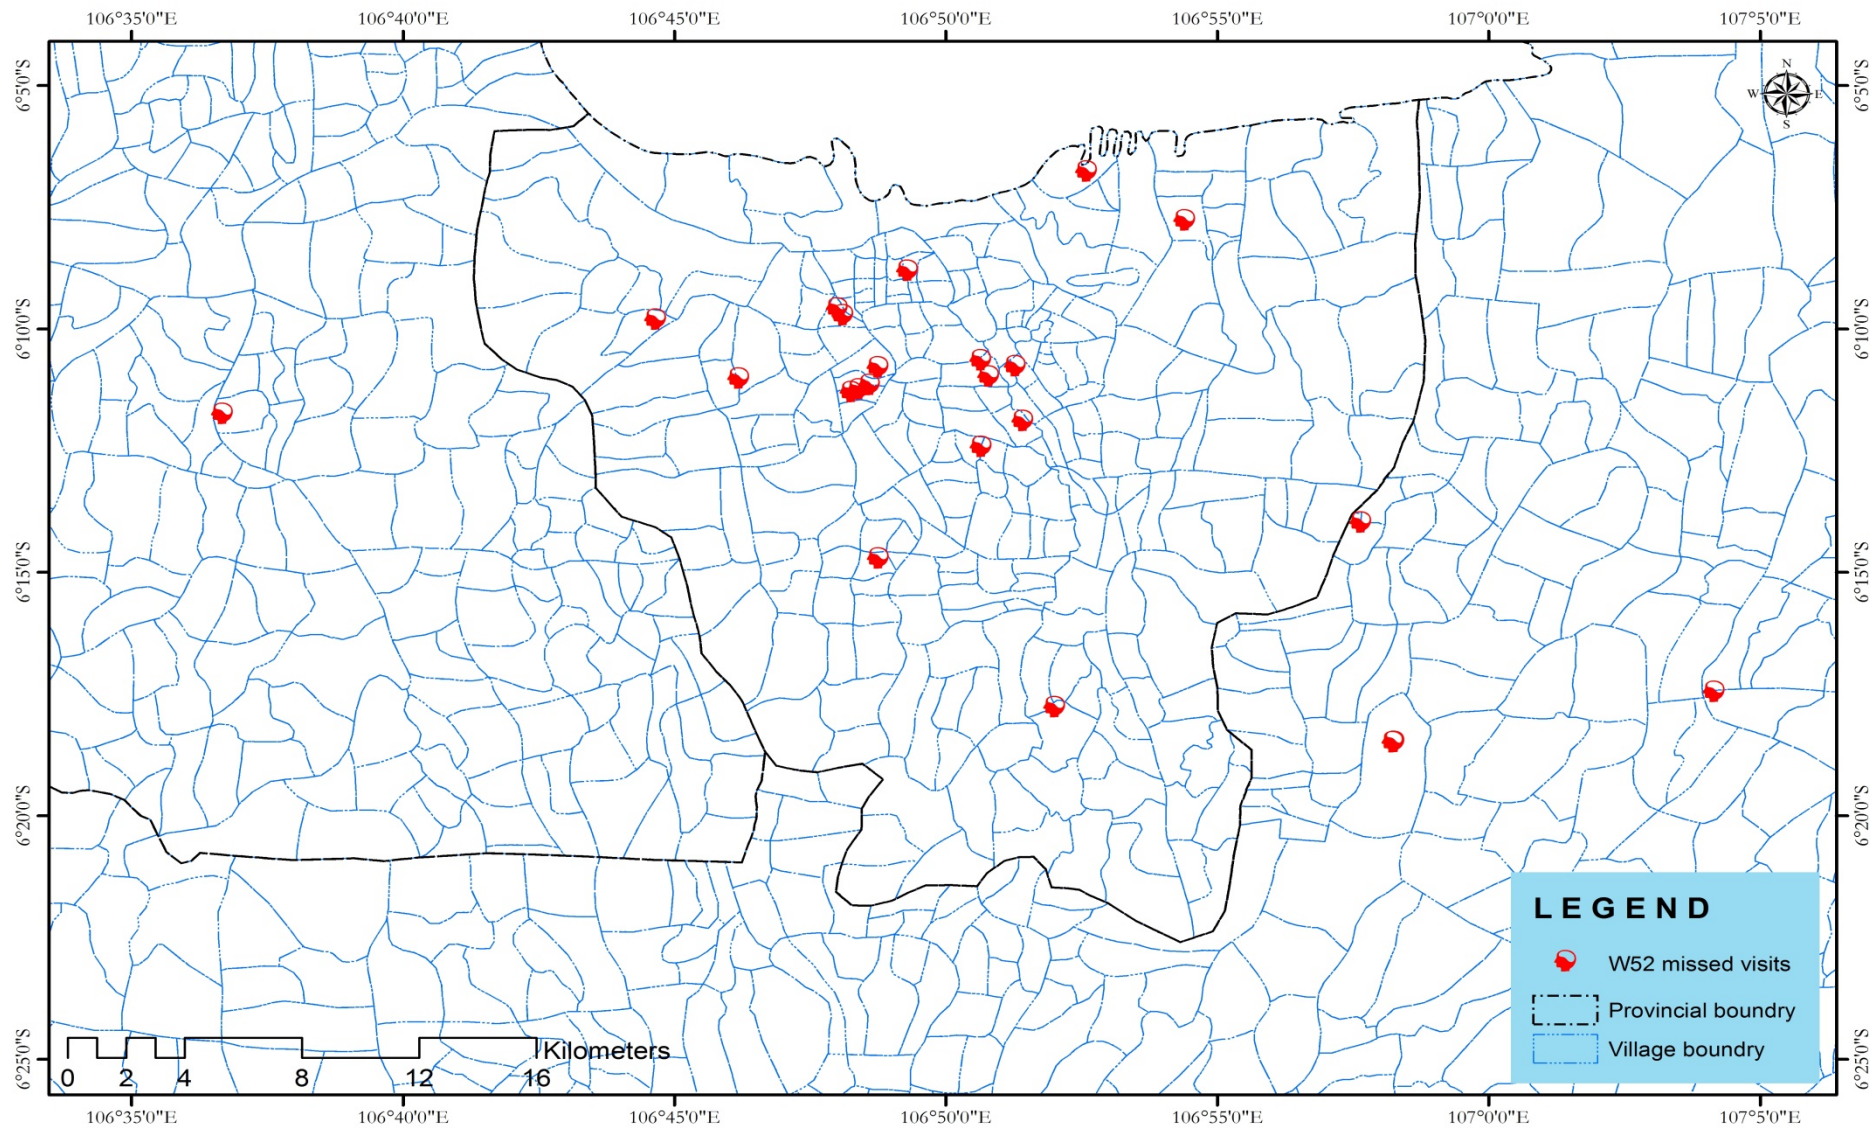 106°35'0"E 106°40'0"E 106°45'0"E 106°50'0"E 106°55'0"E 107°0'0"E 107°5'0"E
6°5'0"S 6°5'0"S
N
W E
S
6°10'0"S 6°10'0"S
6°15'0"S 6°15'0"S
6°20'0"S 6°20'0"S
LEGEND
W52 missed visits
Provincial boundry
Village boundry
6°25'0"S 6°25'0"S
Kilometers
0 2 4 8 12 16
106°35'0"E 106°40'0"E 106°45'0"E 106°50'0"E 106°55'0"E 107°0'0"E 107°5'0"E